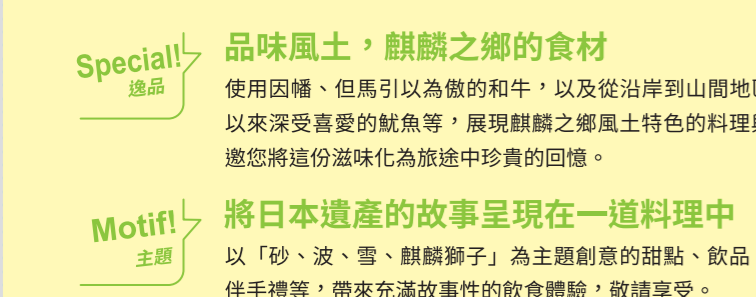 Special!
逸品
品味風土，麒麟之鄉的食材
使用因幡、但馬引以為傲的和牛，以及從沿岸到山間地
以來深受喜愛的魷魚等，展現麒麟之鄉風土特色的料理
邀您將這份滋味化為旅途中珍貴的回憶。
Motif!
主題
將日本遺產的故事呈現在一道料理中
以「砂、波、雪、麒麟獅子」為主題創意的甜點、飲品
伴手禮等，帶來充滿故事性的飲食體驗，敬請享受。